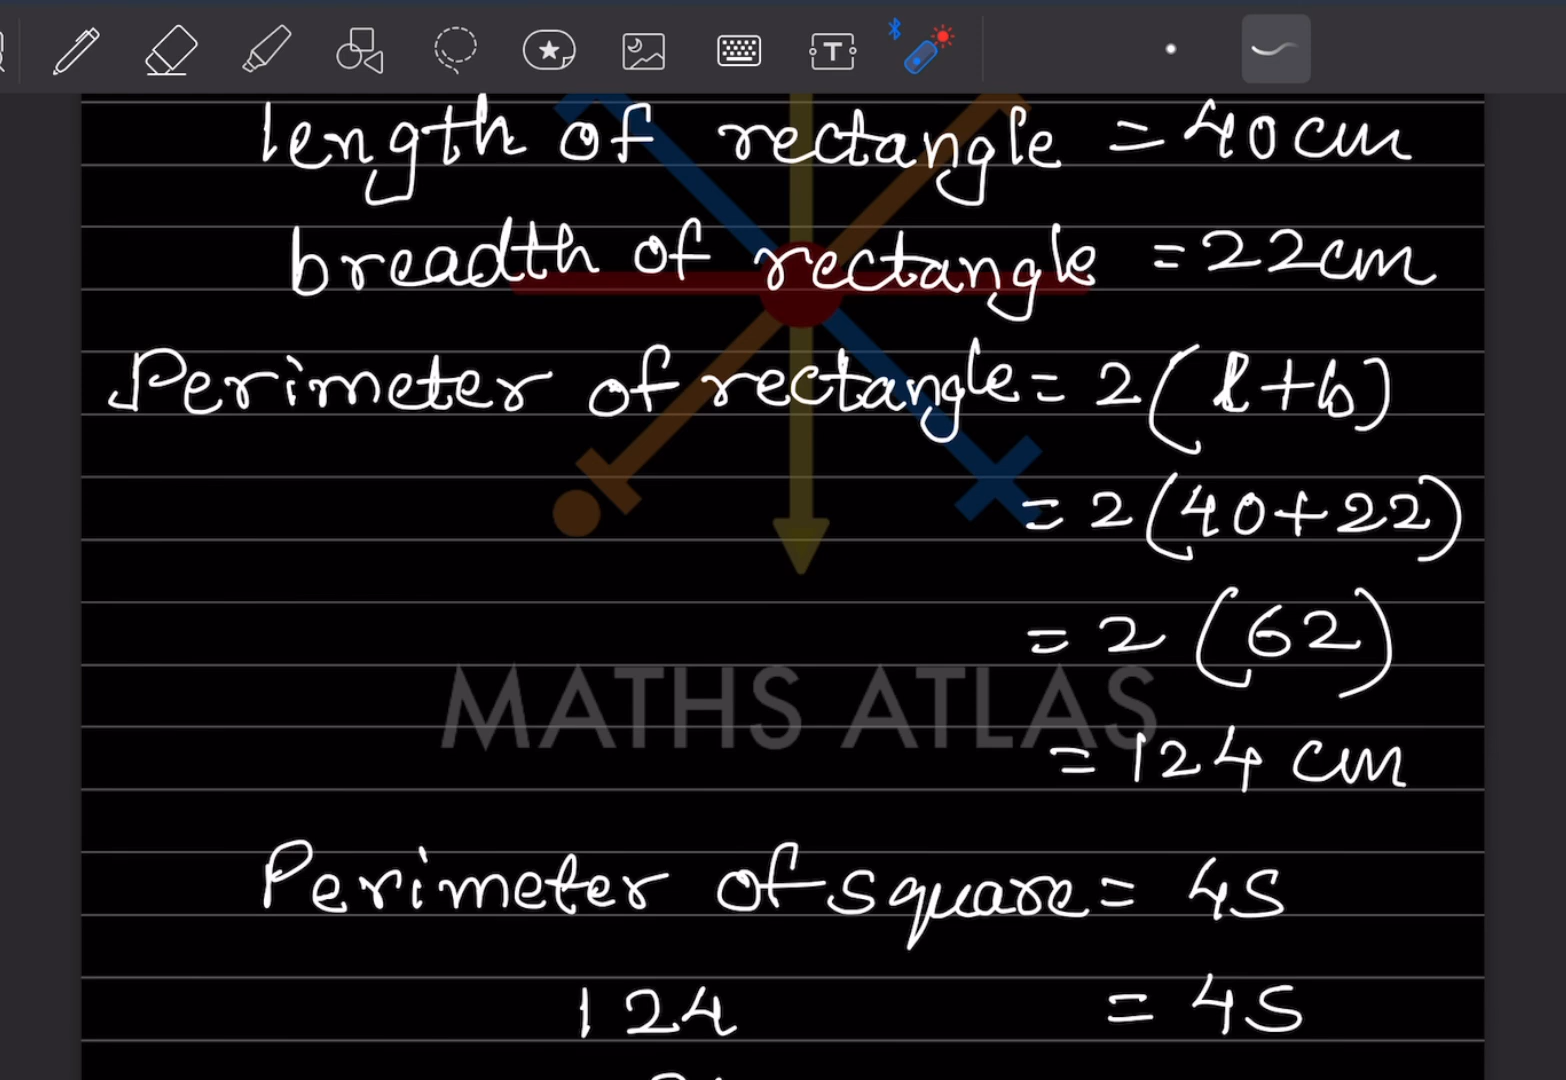 length of rectangle = 40 cm
breadth of rectangle = 22 cm
Perimeter of rectangle = 2(l+b)
= 2(40+22)
= 2(62)
MATHS ATLAS
= 124 cm
Perimeter of square = 4S
124 = 4S